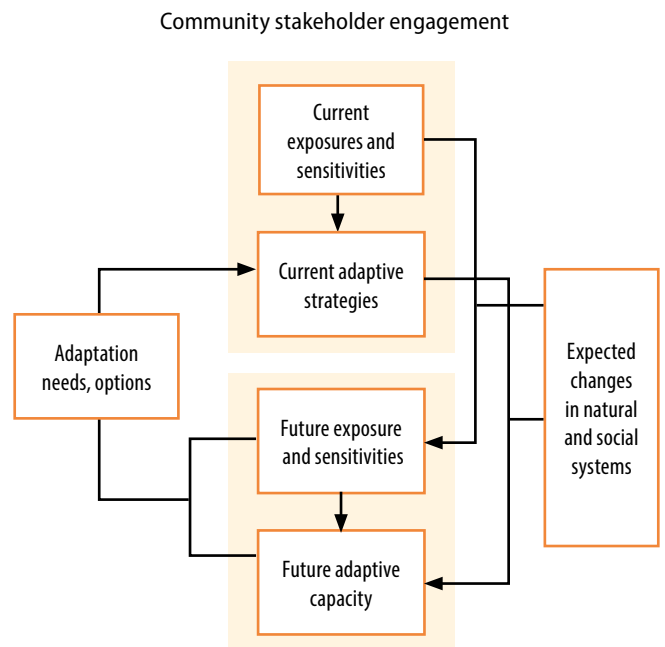 Community stakeholder engagement
Current
exposures and
sensitivities
Current adaptive
strategies
Adaptation
needs, options
Expected
changes
in natural
and social
systems
Future exposure
and sensitivities
Future adaptive
capacity